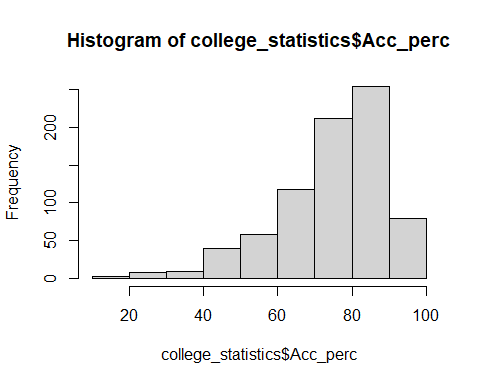 Histogram of college_statistics$Acc_perc
Frequency
200
100
50
0
20 40 60 80 100
college_statistics$Acc_perc